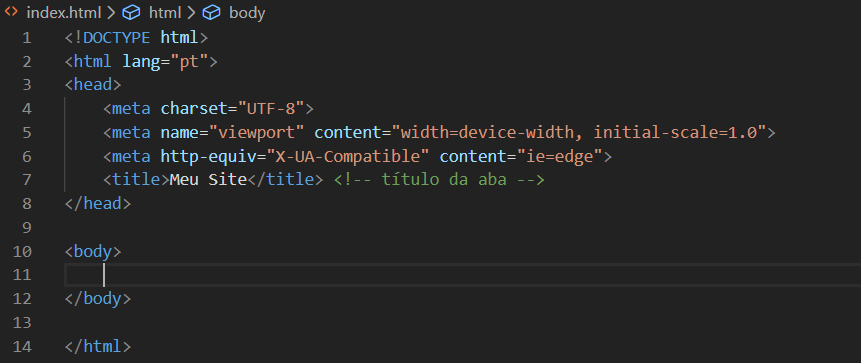 index.html > html > body
1 <!DOCTYPE html>
2 <html lang="pt">
3 <head>
4     <meta charset="UTF-8">
5     <meta name="viewport" content="width=device-width, initial-scale=1.0">
6     <meta http-equiv="X-UA-Compatible" content="ie=edge">
7     <title>Meu Site</title> <!-- título da aba -->
8 </head>
9
10 <body>
11
12 </body>
13
14 </html>